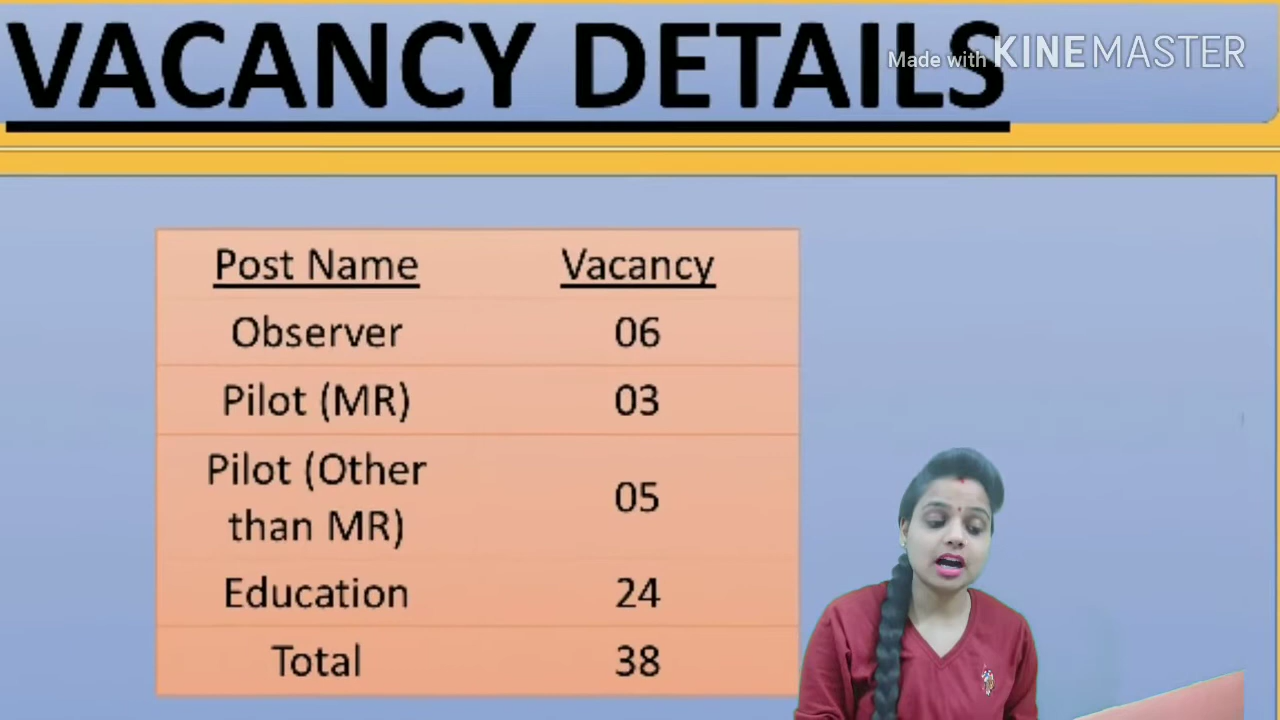 VACANCY DETAILS
Made with KINEMASTER
Post Name Vacancy
Observer 06
Pilot (MR) 03
Pilot (Other
than MR) 05
Education 24
Total 38